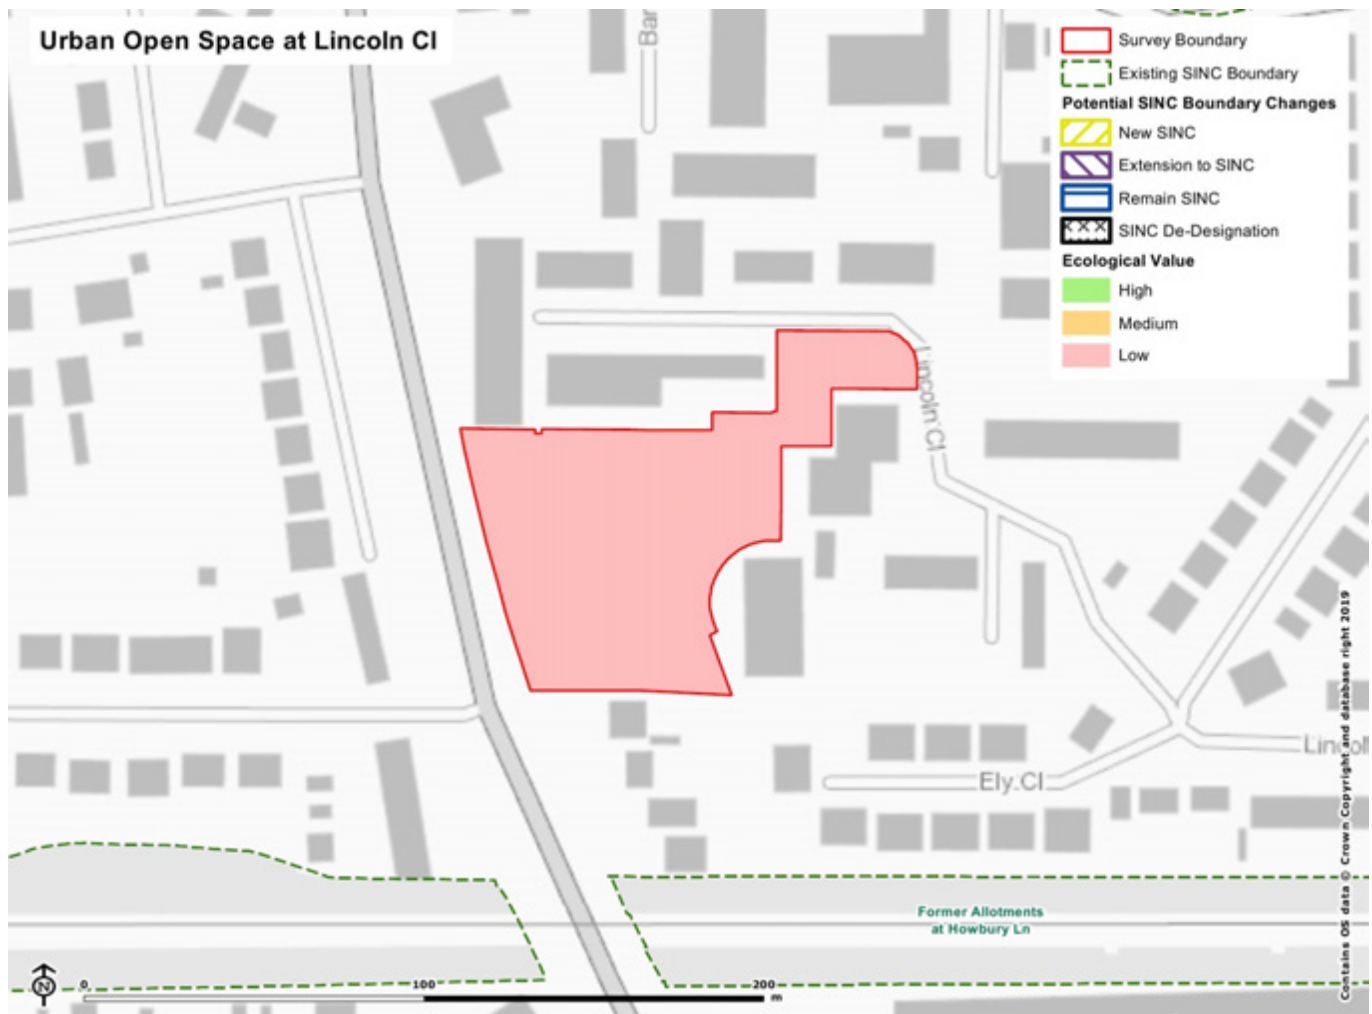 Urban Open Space at Lincoln Cl
Bar
Survey Boundary
Existing SINC Boundary
Potential SINC Boundary Changes
New SINC
Extension to SINC
Remain SINC
SINC De-Designation
Ecological Value
High
Medium
Low
Lincoln Cl
Lincol
Ely Cl
Former Allotments
at Howbury Ln
Contains OS data © Crown Copyright and database right 2019
N
0 100 200
m